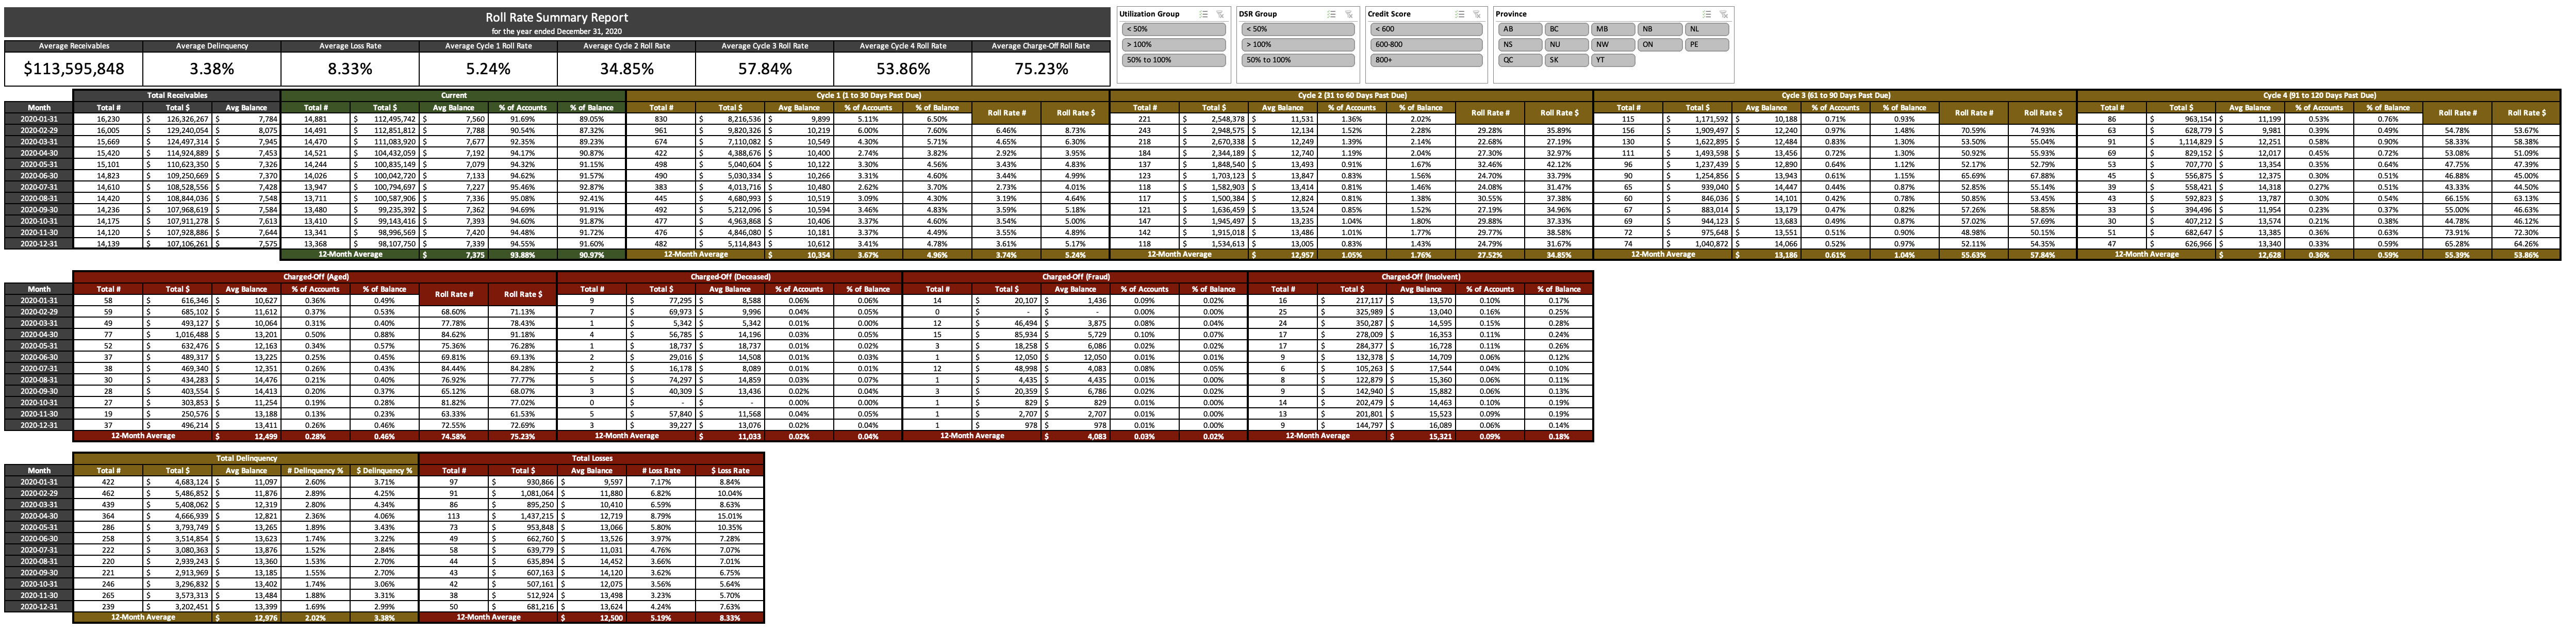 Roll Rate Summary Report
for the year ended December 31, 2020
Average Receivables Average Delinquency Average Loss Rate Average Cycle 1 Roll Rate Average Cycle 2 Roll Rate Average Cycle 3 Roll Rate Average Cycle 4 Roll Rate Average Charge-Off Roll Rate
$113,595,848 3.38% 8.33% 5.24% 34.85% 57.84% 53.86% 75.23%
Utilization Group
< 50%
> 100%
50% to 100%
DSR Group
< 50%
> 100%
50% to 100%
Credit Score
< 600
600-800
800+
Province
AB BC MB NB NL
NS NU NW ON PE
QC SK YT
Total Receivables Current Cycle 1 (1 to 30 Days Past Due) Cycle 2 (31 to 60 Days Past Due) Cycle 3 (61 to 90 Days Past Due) Cycle 4 (91 to 120 Days Past Due)
Month Total # Total $ Avg Balance Total # Total $ Avg Balance % of Accounts % of Balance Total # Total $ Avg Balance % of Accounts % of Balance Roll Rate # Roll Rate $ Total # Total $ Avg Balance % of Accounts % of Balance Roll Rate # Roll Rate $ Total # Total $ Avg Balance % of Accounts % of Balance Roll Rate # Roll Rate $ Total # Total $ Avg Balance % of Accounts % of Balance Roll Rate # Roll Rate $
2020-01-31 16,230 $ 126,326,267 $ 7,784 14,881 $ 112,495,742 $ 7,560 91.69% 89.05% 830 $ 8,216,536 $ 9,899 5.11% 6.50% 221 $ 2,548,378 $ 11,531 1.36% 2.02% 115 $ 1,171,592 $ 10,188 0.71% 0.93% 86 $ 963,154 $ 11,199 0.53% 0.76%
2020-02-29 16,005 $ 129,240,054 $ 8,075 14,491 $ 112,851,812 $ 7,788 90.54% 87.32% 961 $ 9,820,326 $ 10,219 6.00% 7.60% 6.46% 8.73% 243 $ 2,948,575 $ 12,134 1.52% 2.28% 29.28% 35.89% 156 $ 1,909,497 $ 12,240 0.97% 1.48% 70.59% 74.93% 63 $ 628,779 $ 9,981 0.39% 0.49% 54.78% 53.67%
2020-03-31 15,669 $ 124,497,314 $ 7,945 14,470 $ 111,083,920 $ 7,677 92.35% 89.23% 674 $ 7,110,082 $ 10,549 4.30% 5.71% 4.65% 6.30% 218 $ 2,670,338 $ 12,249 1.39% 2.14% 22.68% 27.19% 130 $ 1,622,895 $ 12,484 0.83% 1.30% 53.50% 55.04% 91 $ 1,114,829 $ 12,251 0.58% 0.90% 58.33% 58.38%
2020-04-30 15,420 $ 114,924,889 $ 7,453 14,521 $ 104,432,059 $ 7,192 94.17% 90.87% 422 $ 4,388,676 $ 10,400 2.74% 3.82% 2.92% 3.95% 184 $ 2,344,189 $ 12,740 1.19% 2.04% 27.30% 32.97% 111 $ 1,493,598 $ 13,456 0.72% 1.30% 50.92% 55.93% 69 $ 829,152 $ 12,017 0.45% 0.72% 53.08% 51.09%
2020-05-31 15,101 $ 110,623,350 $ 7,326 14,244 $ 100,835,149 $ 7,079 94.32% 91.15% 498 $ 5,040,604 $ 10,122 3.30% 4.56% 3.43% 4.83% 137 $ 1,848,540 $ 13,493 0.91% 1.67% 32.46% 42.12% 96 $ 1,237,439 $ 12,890 0.64% 1.12% 52.17% 52.79% 53 $ 707,770 $ 13,354 0.35% 0.64% 47.75% 47.39%
2020-06-30 14,823 $ 109,250,669 $ 7,370 14,026 $ 100,042,720 $ 7,133 94.62% 91.57% 490 $ 5,030,334 $ 10,266 3.31% 4.60% 3.44% 4.99% 123 $ 1,703,123 $ 13,847 0.83% 1.56% 24.70% 33.79% 90 $ 1,254,856 $ 13,943 0.61% 1.15% 65.69% 67.88% 45 $ 556,875 $ 12,375 0.30% 0.51% 46.88% 45.00%
2020-07-31 14,610 $ 108,528,556 $ 7,428 13,947 $ 100,794,697 $ 7,227 95.46% 92.87% 383 $ 4,013,716 $ 10,480 2.62% 3.70% 2.73% 4.01% 118 $ 1,582,903 $ 13,414 0.81% 1.46% 24.08% 31.47% 65 $ 939,040 $ 14,447 0.44% 0.87% 52.85% 55.14% 39 $ 558,421 $ 14,318 0.27% 0.51% 43.33% 44.50%
2020-08-31 14,420 $ 108,844,036 $ 7,548 13,711 $ 100,587,906 $ 7,336 95.08% 92.41% 445 $ 4,680,993 $ 10,519 3.09% 4.30% 3.19% 4.64% 117 $ 1,500,384 $ 12,824 0.81% 1.38% 30.55% 37.38% 60 $ 846,036 $ 14,101 0.42% 0.78% 50.85% 53.45% 43 $ 592,823 $ 13,787 0.30% 0.54% 66.15% 63.13%
2020-09-30 14,236 $ 107,968,619 $ 7,584 13,480 $ 99,235,392 $ 7,362 94.69% 91.91% 492 $ 5,212,096 $ 10,594 3.46% 4.83% 3.59% 5.18% 121 $ 1,636,459 $ 13,524 0.85% 1.52% 27.19% 34.96% 67 $ 883,014 $ 13,179 0.47% 0.82% 57.26% 58.85% 33 $ 394,496 $ 11,954 0.23% 0.37% 55.00% 46.63%
2020-10-31 14,175 $ 107,911,278 $ 7,613 13,410 $ 99,143,416 $ 7,393 94.60% 91.87% 477 $ 4,963,868 $ 10,406 3.37% 4.60% 3.54% 5.00% 147 $ 1,945,497 $ 13,235 1.04% 1.80% 29.88% 37.33% 69 $ 944,123 $ 13,683 0.49% 0.87% 57.02% 57.69% 30 $ 407,212 $ 13,574 0.21% 0.38% 44.78% 46.12%
2020-11-30 14,120 $ 107,928,886 $ 7,644 13,341 $ 98,996,569 $ 7,420 94.48% 91.72% 476 $ 4,846,080 $ 10,181 3.37% 4.49% 3.55% 4.89% 142 $ 1,915,018 $ 13,486 1.01% 1.77% 29.77% 38.58% 72 $ 975,648 $ 13,551 0.51% 0.90% 48.98% 50.15% 51 $ 682,647 $ 13,385 0.36% 0.63% 73.91% 72.30%
2020-12-31 14,139 $ 107,106,261 $ 7,575 13,368 $ 98,107,750 $ 7,339 94.55% 91.60% 482 $ 5,114,843 $ 10,612 3.41% 4.78% 3.61% 5.17% 118 $ 1,534,613 $ 13,005 0.83% 1.43% 24.79% 31.67% 74 $ 1,040,872 $ 14,066 0.52% 0.97% 52.11% 54.35% 47 $ 626,966 $ 13,340 0.33% 0.59% 65.28% 64.26%
12-Month Average $ 7,375 93.88% 90.97% 12-Month Average $ 10,354 3.67% 4.96% 3.74% 5.24% 12-Month Average $ 12,957 1.05% 1.76% 27.52% 34.85% 12-Month Average $ 13,186 0.61% 1.04% 55.63% 57.84% 12-Month Average $ 12,628 0.36% 0.59% 55.39% 53.86%
Charged-Off (Aged) Charged-Off (Deceased) Charged-Off (Fraud) Charged-Off (Insolvent)
Month Total # Total $ Avg Balance % of Accounts % of Balance Roll Rate # Roll Rate $ Total # Total $ Avg Balance % of Accounts % of Balance Total # Total $ Avg Balance % of Accounts % of Balance Total # Total $ Avg Balance % of Accounts % of Balance
2020-01-31 58 $ 616,346 $ 10,627 0.36% 0.49% 9 $ 77,295 $ 8,588 0.06% 0.06% 14 $ 20,107 $ 1,436 0.09% 0.02% 16 $ 217,117 $ 13,570 0.10% 0.17%
2020-02-29 59 $ 685,102 $ 11,612 0.37% 0.53% 68.60% 71.13% 7 $ 69,973 $ 9,996 0.04% 0.05% 0 $ - $ - 0.00% 0.00% 25 $ 325,989 $ 13,040 0.16% 0.25%
2020-03-31 49 $ 493,127 $ 10,064 0.31% 0.40% 77.78% 78.43% 1 $ 5,342 $ 5,342 0.01% 0.00% 12 $ 46,494 $ 3,875 0.08% 0.04% 24 $ 350,287 $ 14,595 0.15% 0.28%
2020-04-30 77 $ 1,016,488 $ 13,201 0.50% 0.88% 84.62% 91.18% 4 $ 56,785 $ 14,196 0.03% 0.05% 15 $ 85,934 $ 5,729 0.10% 0.07% 17 $ 278,009 $ 16,353 0.11% 0.24%
2020-05-31 52 $ 632,476 $ 12,163 0.34% 0.57% 75.36% 76.28% 1 $ 18,737 $ 18,737 0.01% 0.02% 3 $ 18,258 $ 6,086 0.02% 0.02% 17 $ 284,377 $ 16,728 0.11% 0.26%
2020-06-30 37 $ 489,317 $ 13,225 0.25% 0.45% 69.81% 69.13% 2 $ 29,016 $ 14,508 0.01% 0.03% 1 $ 12,050 $ 12,050 0.01% 0.01% 9 $ 132,378 $ 14,709 0.06% 0.12%
2020-07-31 38 $ 469,340 $ 12,351 0.26% 0.43% 84.44% 84.28% 2 $ 16,178 $ 8,089 0.01% 0.01% 12 $ 48,998 $ 4,083 0.08% 0.05% 6 $ 105,263 $ 17,544 0.04% 0.10%
2020-08-31 30 $ 434,283 $ 14,476 0.21% 0.40% 76.92% 77.77% 5 $ 74,297 $ 14,859 0.03% 0.07% 1 $ 4,435 $ 4,435 0.01% 0.00% 8 $ 122,879 $ 15,360 0.06% 0.11%
2020-09-30 28 $ 403,554 $ 14,413 0.20% 0.37% 65.12% 68.07% 3 $ 40,309 $ 13,436 0.02% 0.04% 3 $ 20,359 $ 6,786 0.02% 0.02% 9 $ 142,940 $ 15,882 0.06% 0.13%
2020-10-31 27 $ 303,853 $ 11,254 0.19% 0.28% 81.82% 77.02% 0 $ - $ - 0.00% 0.00% 1 $ 829 $ 829 0.01% 0.00% 14 $ 202,479 $ 14,463 0.10% 0.19%
2020-11-30 19 $ 250,576 $ 13,188 0.13% 0.23% 63.33% 61.53% 5 $ 57,840 $ 11,568 0.04% 0.05% 1 $ 2,707 $ 2,707 0.01% 0.00% 13 $ 201,801 $ 15,523 0.09% 0.19%
2020-12-31 37 $ 496,214 $ 13,411 0.26% 0.46% 72.55% 72.69% 3 $ 39,227 $ 13,076 0.02% 0.04% 1 $ 978 $ 978 0.01% 0.00% 9 $ 144,797 $ 16,089 0.06% 0.14%
12-Month Average $ 12,499 0.28% 0.46% 74.58% 75.23% 12-Month Average $ 11,033 0.02% 0.04% 12-Month Average $ 4,083 0.03% 0.02% 12-Month Average $ 15,321 0.09% 0.18%
Total Delinquency Total Losses
Month Total # Total $ Avg Balance # Delinquency % $ Delinquency % Total # Total $ Avg Balance # Loss Rate $ Loss Rate
2020-01-31 422 $ 4,683,124 $ 11,097 2.60% 3.71% 97 $ 930,866 $ 9,597 7.17% 8.84%
2020-02-29 462 $ 5,486,852 $ 11,876 2.89% 4.25% 91 $ 1,081,064 $ 11,880 6.82% 10.04%
2020-03-31 439 $ 5,408,062 $ 12,319 2.80% 4.34% 86 $ 895,250 $ 10,410 6.59% 8.63%
2020-04-30 364 $ 4,666,939 $ 12,821 2.36% 4.06% 113 $ 1,437,215 $ 12,719 8.79% 15.01%
2020-05-31 286 $ 3,793,749 $ 13,265 1.89% 3.43% 73 $ 953,848 $ 13,066 5.80% 10.35%
2020-06-30 258 $ 3,514,854 $ 13,623 1.74% 3.22% 49 $ 662,760 $ 13,526 3.97% 7.28%
2020-07-31 222 $ 3,080,363 $ 13,876 1.52% 2.84% 58 $ 639,779 $ 11,031 4.76% 7.07%
2020-08-31 220 $ 2,939,243 $ 13,360 1.53% 2.70% 44 $ 635,894 $ 14,452 3.66% 7.01%
2020-09-30 221 $ 2,913,969 $ 13,185 1.55% 2.70% 43 $ 607,163 $ 14,120 3.62% 6.75%
2020-10-31 246 $ 3,296,832 $ 13,402 1.74% 3.06% 42 $ 507,161 $ 12,075 3.56% 5.64%
2020-11-30 265 $ 3,573,313 $ 13,484 1.88% 3.31% 38 $ 512,924 $ 13,498 3.23% 5.70%
2020-12-31 239 $ 3,202,451 $ 13,399 1.69% 2.99% 50 $ 681,216 $ 13,624 4.24% 7.63%
12-Month Average $ 12,976 2.02% 3.38% 12-Month Average $ 12,500 5.19% 8.33%